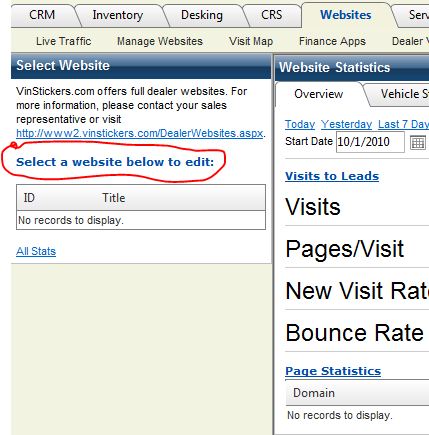 CRM Inventory Desking CRS Websites
Live Traffic Manage Websites Visit Map Finance Apps Dealer
Select Website
VinStickers.com offers full dealer websites. For
more information, please contact your sales
representative or visit
http://www2.vinstickers.com/DealerWebsites.aspx.
Select a website below to edit:
ID Title
No records to display.
All Stats
Website Statistics
Overview Vehicle
Today Yesterday Last 7
Start Date 10/1/2010
Visits to Leads
Visits
Pages/Visit
New Visit
Bounce Rate
Page Statistics
Domain
No records to display.